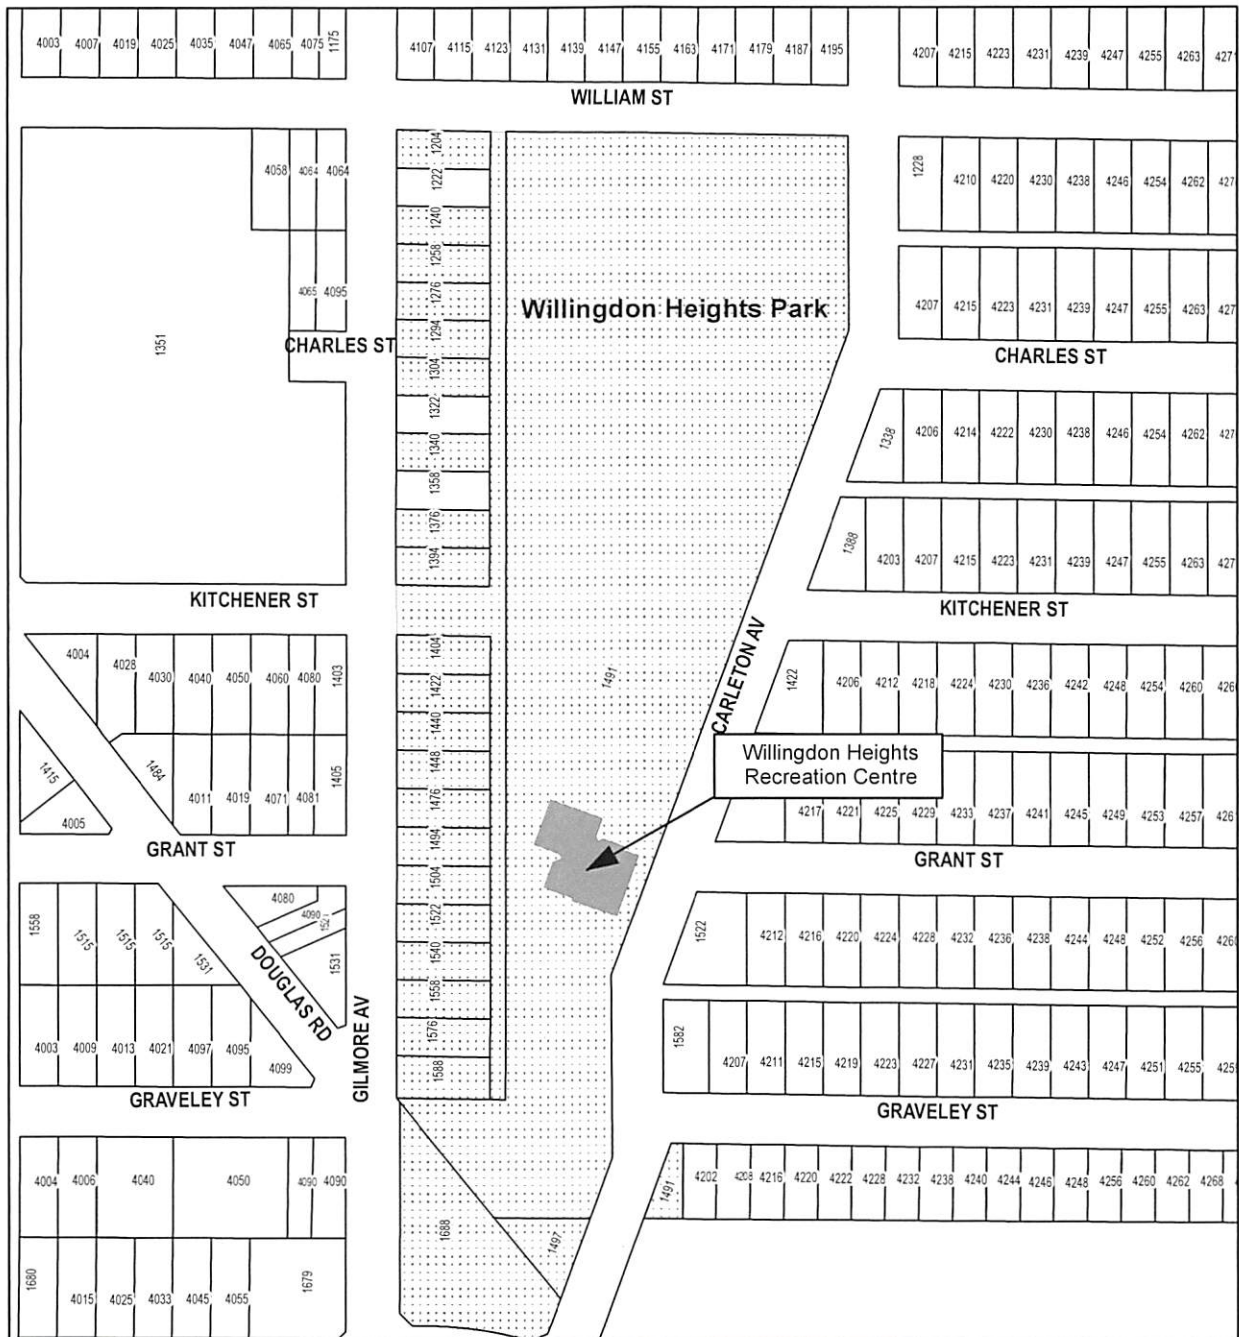 4003 4007 4019 4025 4035 4047 4065 4075 1175
4107 4115 4123 4131 4139 4147 4155 4163 4171 4179 4187 4195
4207 4215 4223 4231 4239 4247 4255 4263 4271
WILLIAM ST
4058 4064 4064
4065 4095
1351
CHARLES ST
1204
1222
1240
1258
1276
1294
1304
1322
1340
1358
1376
1394
Willingdon Heights Park
1228 4210 4220 4230 4238 4246 4254 4262
4207 4215 4223 4231 4239 4247 4255 4263
CHARLES ST
1338 4206 4214 4222 4230 4238 4246 4254 4262
1388 4203 4207 4215 4223 4231 4239 4247 4255 4263
KITCHENER ST
KITCHENER ST
4004 4028 4030 4040 4050 4060 4080 1403
1415 1484 4011 4019 4071 4081 1405
4005
GRANT ST
1404
1422
1440
1448
1476
1494
1504
1522
1540
1558
1576
1588
1491
CARLETON AV
1422 4206 4212 4218 4224 4230 4236 4242 4248 4254 4260
Willingdon Heights
Recreation Centre
4217 4221 4225 4229 4233 4237 4241 4245 4249 4253 4257
GRANT ST
1558 1515 1515 1515 1531
4080
4090
1521
1531
DOUGLAS RD
GILMORE AV
4003 4009 4013 4021 4097 4095 4099
GRAVELEY ST
1522 4212 4216 4220 4224 4228 4232 4236 4238 4244 4248 4252 4256 4260
1582 4207 4211 4215 4219 4223 4227 4231 4235 4239 4243 4247 4251 4255
GRAVELEY ST
4004 4006 4040 4050 4090 4090
1680 4015 4025 4033 4045 4055 1679
1688
1497
1491 4202 4208 4216 4220 4222 4228 4232 4238 4240 4244 4246 4248 4256 4260 4262 4268